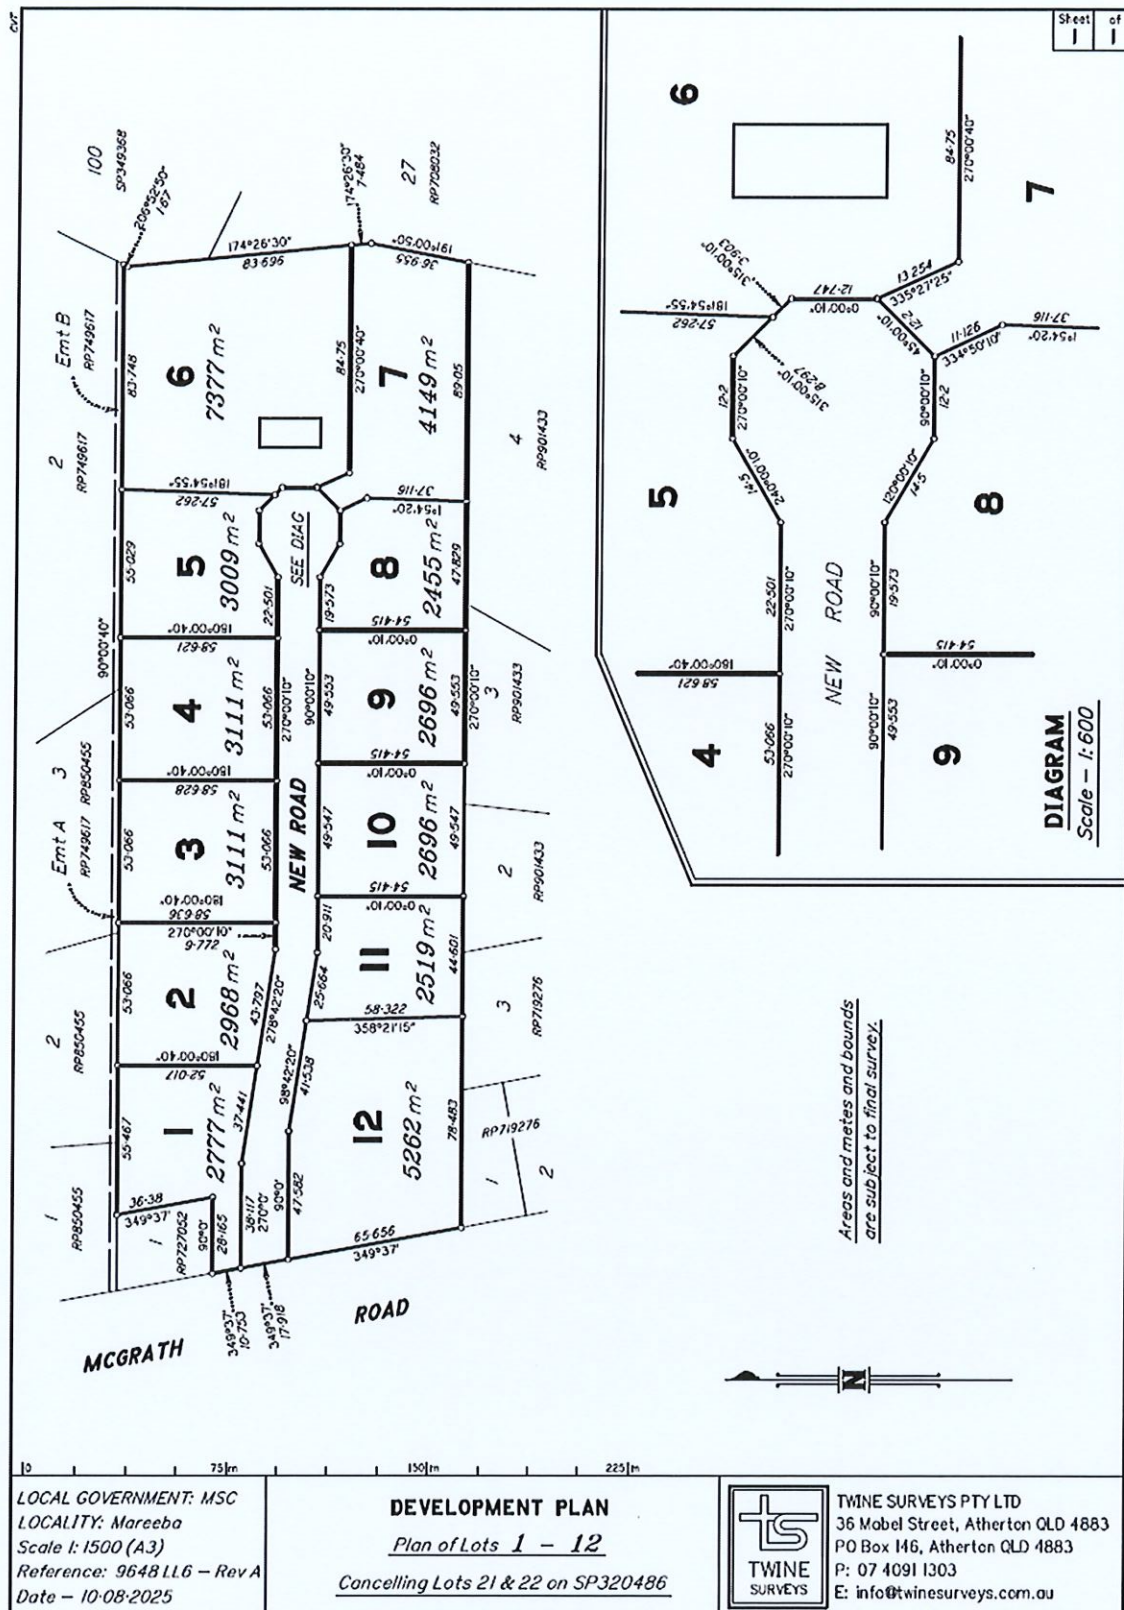 CVT
Sheet of
1 1
100
SP349368
206°52'50"
1·67
174°26'30"
7·484
27
RP708032
Emt B
RP749617
2
RP749617
83·748
6
7377 m²
174°26'30"
83·696
84·75
270°00'40"
7
4149 m²
191°00'50"
36·955
89·05
4
RP901433
181°54'55"
57·262
55·029
5
3009 m²
22·501
SEE DIAG
19·573
8
2455 m²
37·116
1°54'20"
47·829
90°00'40"
180°00'40"
58·621
53·066
4
3111 m²
53·066
270°00'10"
90°00'10"
49·553
54·415
0°00'10"
9
2696 m²
49·553
270°00'10"
3
RP901433
3
RP850455
Emt A
RP749617
180°00'40"
58·628
53·066
3
3111 m²
53·066
NEW ROAD
49·547
54·415
0°00'10"
10
2696 m²
49·547
2
RP901433
180°00'40"
58·636
270°00'10"
9·272
2
RP850455
53·066
2
2968 m²
43·797
278°42'20"
20·911
25·664
54·415
0°00'10"
11
2519 m²
44·601
3
RP719276
180°00'40"
52·017
55·467
1
2777 m²
37·441
98°42'20"
41·538
58·322
358°21'15"
12
5262 m²
78·483
RP719276
1
2
1
RP850455
36·38
349°37'
1
RP727052
90°0'
28·165
38·117
270°0'
90°0'
47·582
65·656
349°37'
349°37'
10·753
349°37'
17·918
MCGRATH
ROAD
6
84·75
270°00'40"
7
3·903
315°00'10"
181°54'55"
57·262
12·747
0°00'10"
13·254
335°27'25"
12·2
45°00'10"
11·126
334°50'10"
37·116
1°54'20"
8·297
315°00'10"
12·2
270°00'10"
12·2
90°00'10"
5
14·5
240°00'10"
120°00'10"
14·5
8
22·501
270°00'10"
NEW ROAD
90°00'10"
19·573
180°00'40"
58·621
54·415
0°00'10"
4
53·066
270°00'10"
90°00'10"
49·553
9
DIAGRAM
Scale – 1:600
Areas and metes and bounds
are subject to final survey.
N
0 75m 150m 225m
LOCAL GOVERNMENT: MSC
LOCALITY: Mareeba
Scale 1: 1500 (A3)
Reference: 9648 LL6 – Rev A
Date – 10·08·2025
DEVELOPMENT PLAN
Plan of Lots 1 – 12
Cancelling Lots 21 & 22 on SP320486
ts
TWINE
SURVEYS
TWINE SURVEYS PTY LTD
36 Mabel Street, Atherton QLD 4883
PO Box 146, Atherton QLD 4883
P: 07 4091 1303
E: info@twinesurveys.com.au